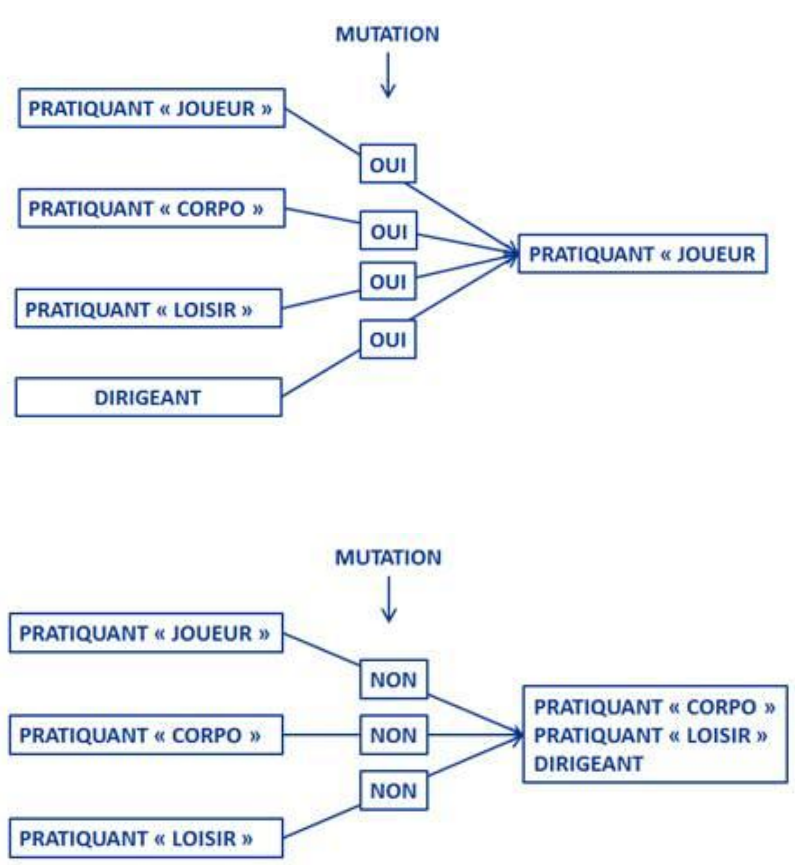 MUTATION
PRATIQUANT « JOUEUR »
OUI
PRATIQUANT « CORPO »
OUI
PRATIQUANT « JOUEUR
OUI
PRATIQUANT « LOISIR »
OUI
DIRIGEANT
MUTATION
PRATIQUANT « JOUEUR »
NON
PRATIQUANT « CORPO »
PRATIQUANT « LOISIR »
DIRIGEANT
PRATIQUANT « CORPO »
NON
NON
PRATIQUANT « LOISIR »